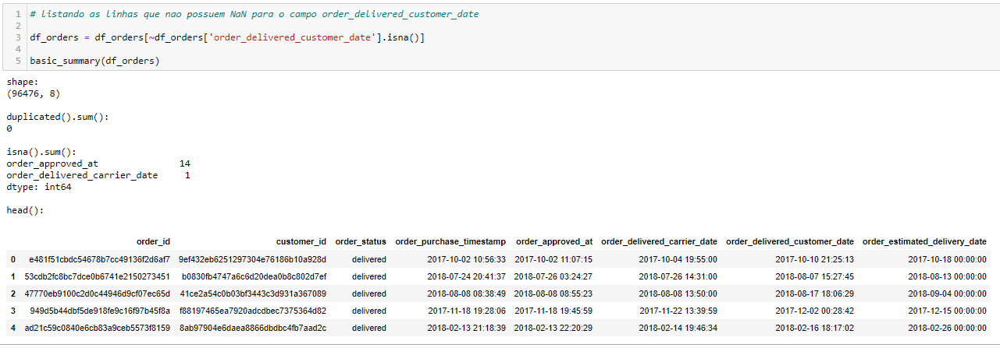 1 # listando as linhas que nao possuem NaN para o campo order_delivered_customer_date
2
3 df_orders = df_orders[~df_orders['order_delivered_customer_date'].isna()]
4
5 basic_summary(df_orders)
shape:
(96476, 8)
duplicated().sum():
0
isna().sum():
order_approved_at 14
order_delivered_carrier_date 1
dtype: int64
head():
order_id customer_id order_status order_purchase_timestamp order_approved_at order_delivered_carrier_date order_delivered_customer_date order_estimated_delivery_date
0 e481f51cbdc54678b7cc49136f2d6af7 9ef432eb6251297304e76186b10a928d delivered 2017-10-02 10:56:33 2017-10-02 11:07:15 2017-10-04 19:55:00 2017-10-10 21:25:13 2017-10-18 00:00:00
1 53cdb2fc8bc7dce0b6741e2150273451 b0830fb4747a6c6d20dea0b8c802d7ef delivered 2018-07-24 20:41:37 2018-07-26 03:24:27 2018-07-26 14:31:00 2018-08-07 15:27:45 2018-08-13 00:00:00
2 47770eb9100c2d0c44946d9cf07ec65d 41ce2a54c0b03bf3443c3d931a367089 delivered 2018-08-08 08:38:49 2018-08-08 08:55:23 2018-08-08 13:50:00 2018-08-17 18:06:29 2018-09-04 00:00:00
3 949d5b44dbf5de918fe9c16f97b45f8a f88197465ea7920adcdbec7375364d82 delivered 2017-11-18 19:28:06 2017-11-18 19:45:59 2017-11-22 13:39:59 2017-12-02 00:28:42 2017-12-15 00:00:00
4 ad21c59c0840e6cb83a9ceb5573f8159 8ab97904e6daea8866dbdbc4fb7aad2c delivered 2018-02-13 21:18:39 2018-02-13 22:20:29 2018-02-14 19:46:34 2018-02-16 18:17:02 2018-02-26 00:00:00